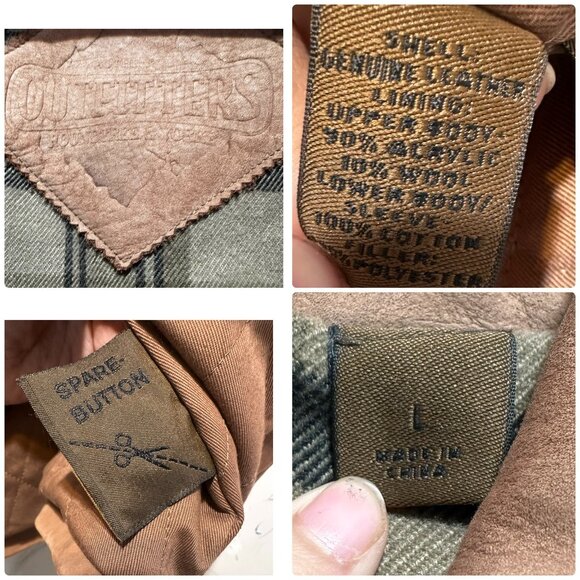 OUTFITTERS
SHELL:
GENUINE LEATHER
LINING:
UPPER BODY-
90% ACRYLIC
10% WOOL
LOWER BODY/
SLEEVE
100% COTTON
FILLER:
%POLYESTER
SPARE-
BUTTON
L
MADE IN
CHINA